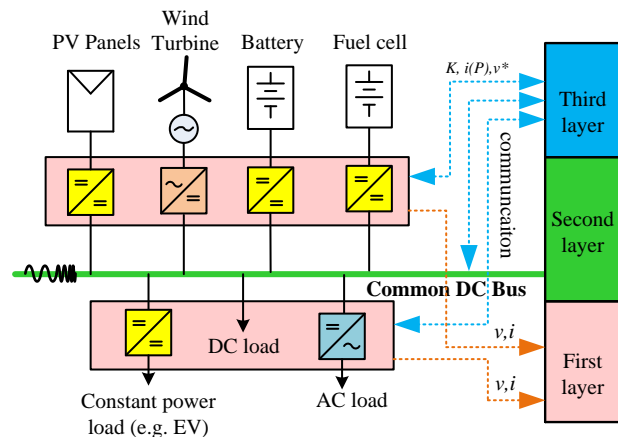 PV Panels
Wind
Turbine
Battery
Fuel cell
K, i(P),v*
Third
layer
communcaiton
Second
layer
Common DC Bus
v,i
DC load
First
layer
v,i
Constant power
load (e.g. EV)
AC load